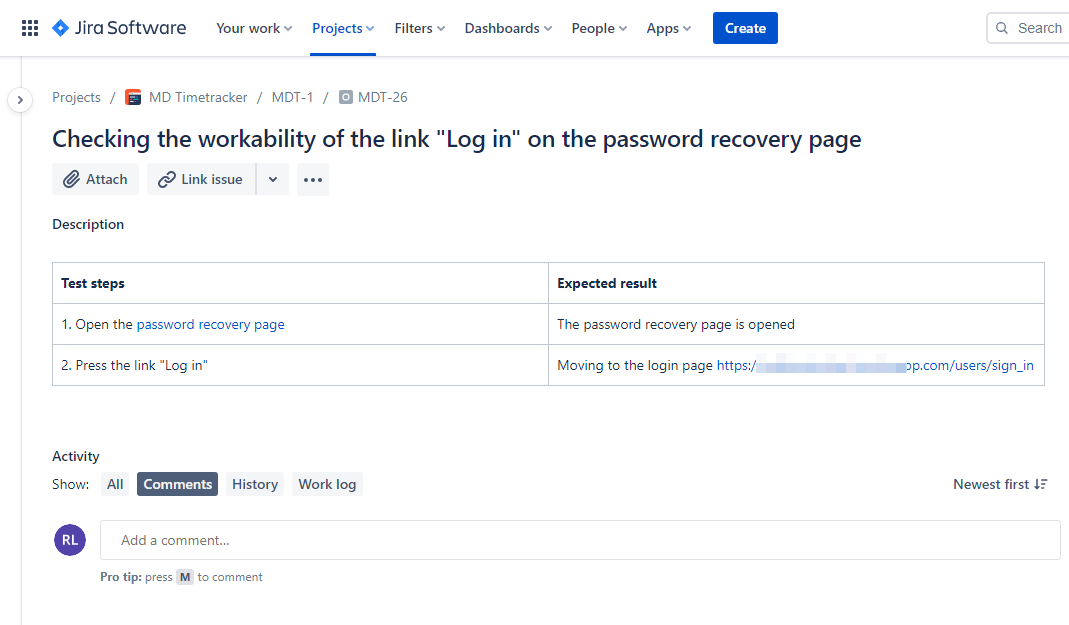 Jira Software Your work Projects Filters Dashboards People Apps Create Search
Projects / MD Timetracker / MDT-1 / MDT-26
Checking the workability of the link "Log in" on the password recovery page
Attach Link issue
Description
Test steps Expected result
1. Open the password recovery page The password recovery page is opened
2. Press the link "Log in" Moving to the login page https:/ pp.com/users/sign_in
Activity
Show: All Comments History Work log Newest first
RL Add a comment…
Pro tip: press M to comment